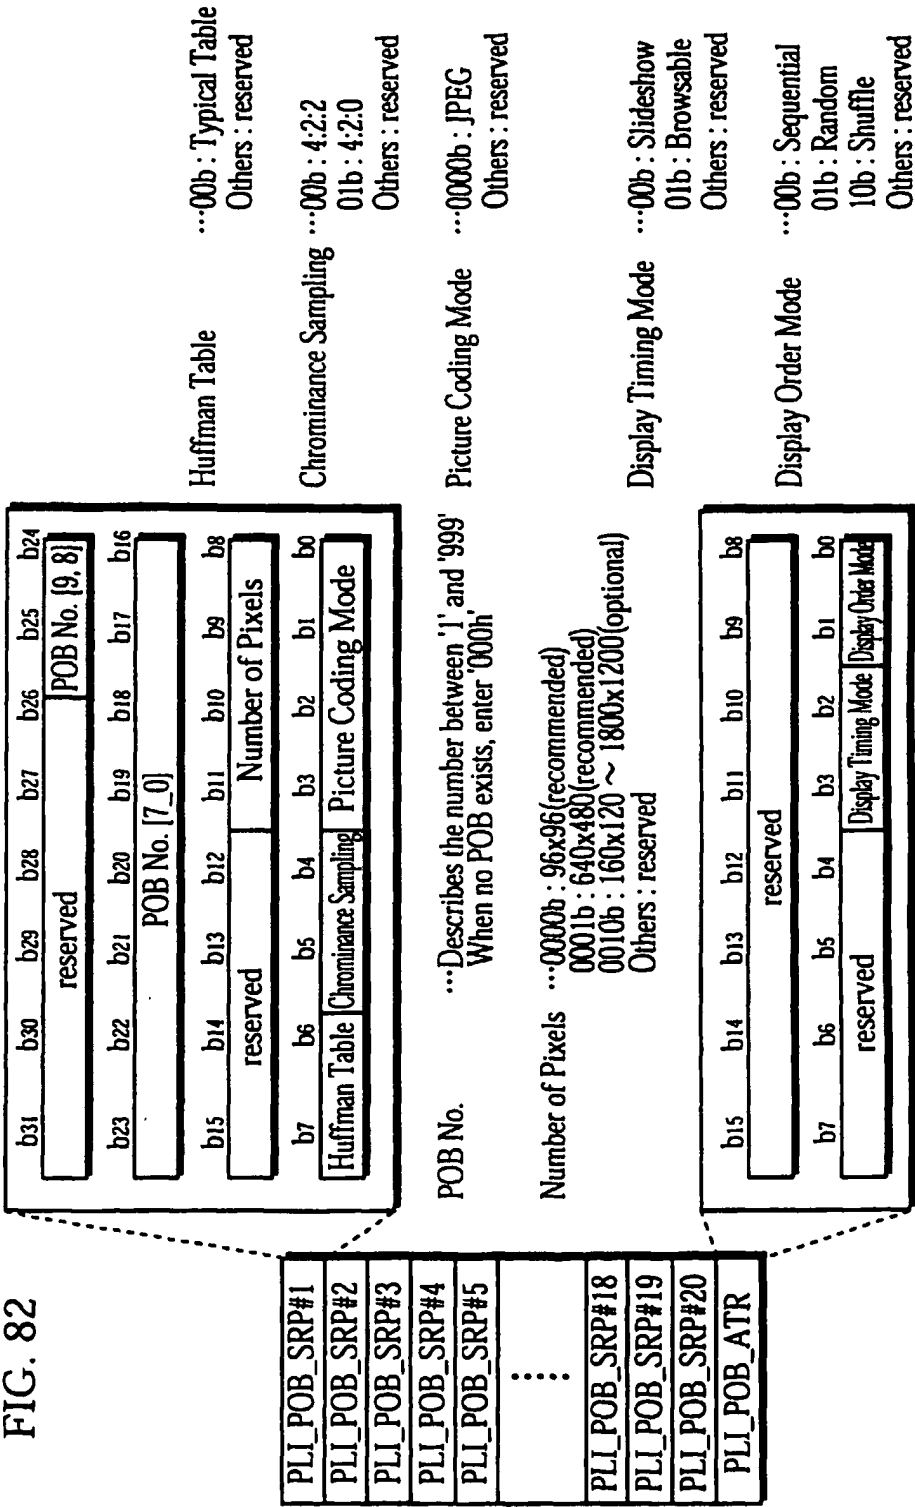 FIG. 82
PLI_POB_SRP#1
PLI_POB_SRP#2
PLI_POB_SRP#3
PLI_POB_SRP#4
PLI_POB_SRP#5
.....
PLI_POB_SRP#18
PLI_POB_SRP#19
PLI_POB_SRP#20
PLI_POB_ATR
b31 b30 b29 b28 b27 b26 b25 b24
reserved POB No. [9, 8]
b23 b22 b21 b20 b19 b18 b17 b16
POB No. [7_0]
b15 b14 b13 b12 b11 b10 b9 b8
reserved Number of Pixels
b7 b6 b5 b4 b3 b2 b1 b0
Huffman Table Chrominance Sampling Picture Coding Mode
POB No. ...Describes the number between '1' and '999'
When no POB exists, enter '000h'
Number of Pixels ...0000b : 96x96(recommended)
0001b : 640x480(recommended)
0010b : 160x120 ~ 1800x1200(optional)
Others : reserved
b15 b14 b13 b12 b11 b10 b9 b8
reserved
b7 b6 b5 b4 b3 b2 b1 b0
reserved Display Timing Mode Display Order Mode
Huffman Table ...00b : Typical Table
Others : reserved
Chrominance Sampling ...00b : 4:2:2
01b : 4:2:0
Others : reserved
Picture Coding Mode ...0000b : JPEG
Others : reserved
Display Timing Mode ...00b : Slideshow
01b : Browsable
Others : reserved
Display Order Mode ...00b : Sequential
01b : Random
10b : Shuffle
Others : reserved